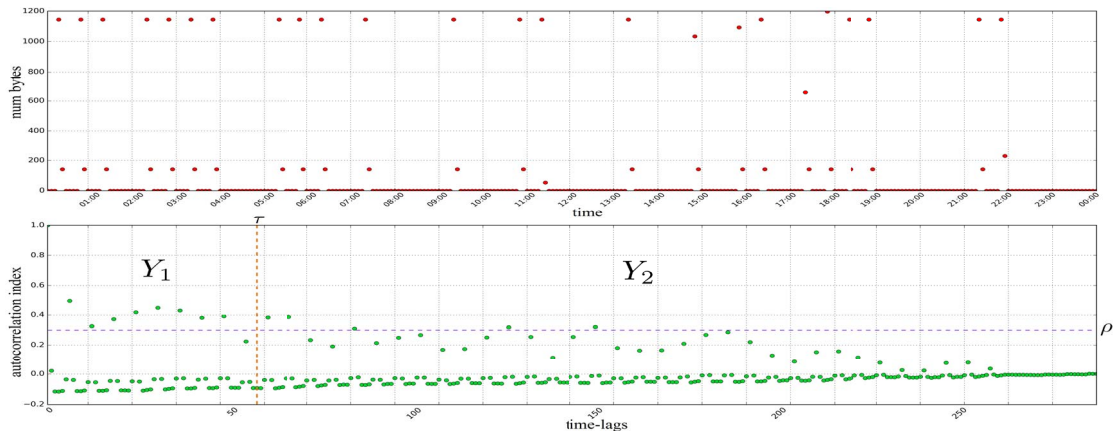 1200
1000
800
600
400
200
0
num bytes
01:00 02:00 03:00 04:00 05:00 06:00 07:00 08:00 09:00 10:00 11:00 12:00 13:00 14:00 15:00 16:00 17:00 18:00 19:00 20:00 21:00 22:00 23:00 00:00
time
τ
1.0
0.8
0.6
0.4
0.2
0.0
−0.2
autocorrelation index
Y₁
Y₂
ρ
0 50 100 150 200 250
time-lags